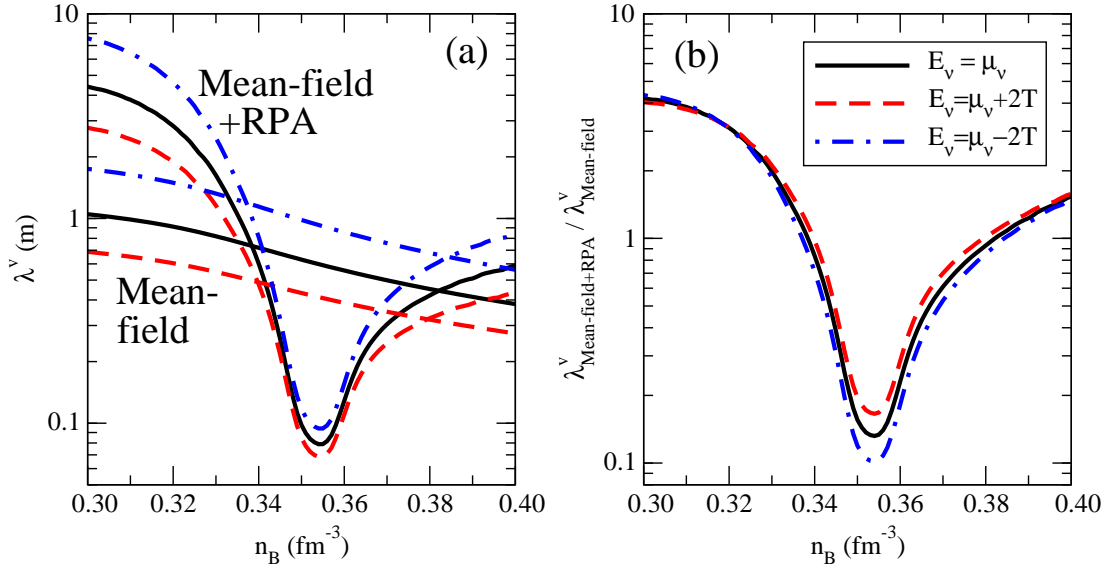 10
1
0.1
λ^ν (m)
(a)
Mean-field
+RPA
Mean-
field
0.30
0.32
0.34
0.36
0.38
0.40
n_B (fm^-3)
10
1
0.1
λ^ν_Mean-field+RPA / λ^ν_Mean-field
(b)
E_ν = μ_ν
E_ν=μ_ν+2T
E_ν=μ_ν−2T
0.30
0.32
0.34
0.36
0.38
0.40
n_B (fm^-3)